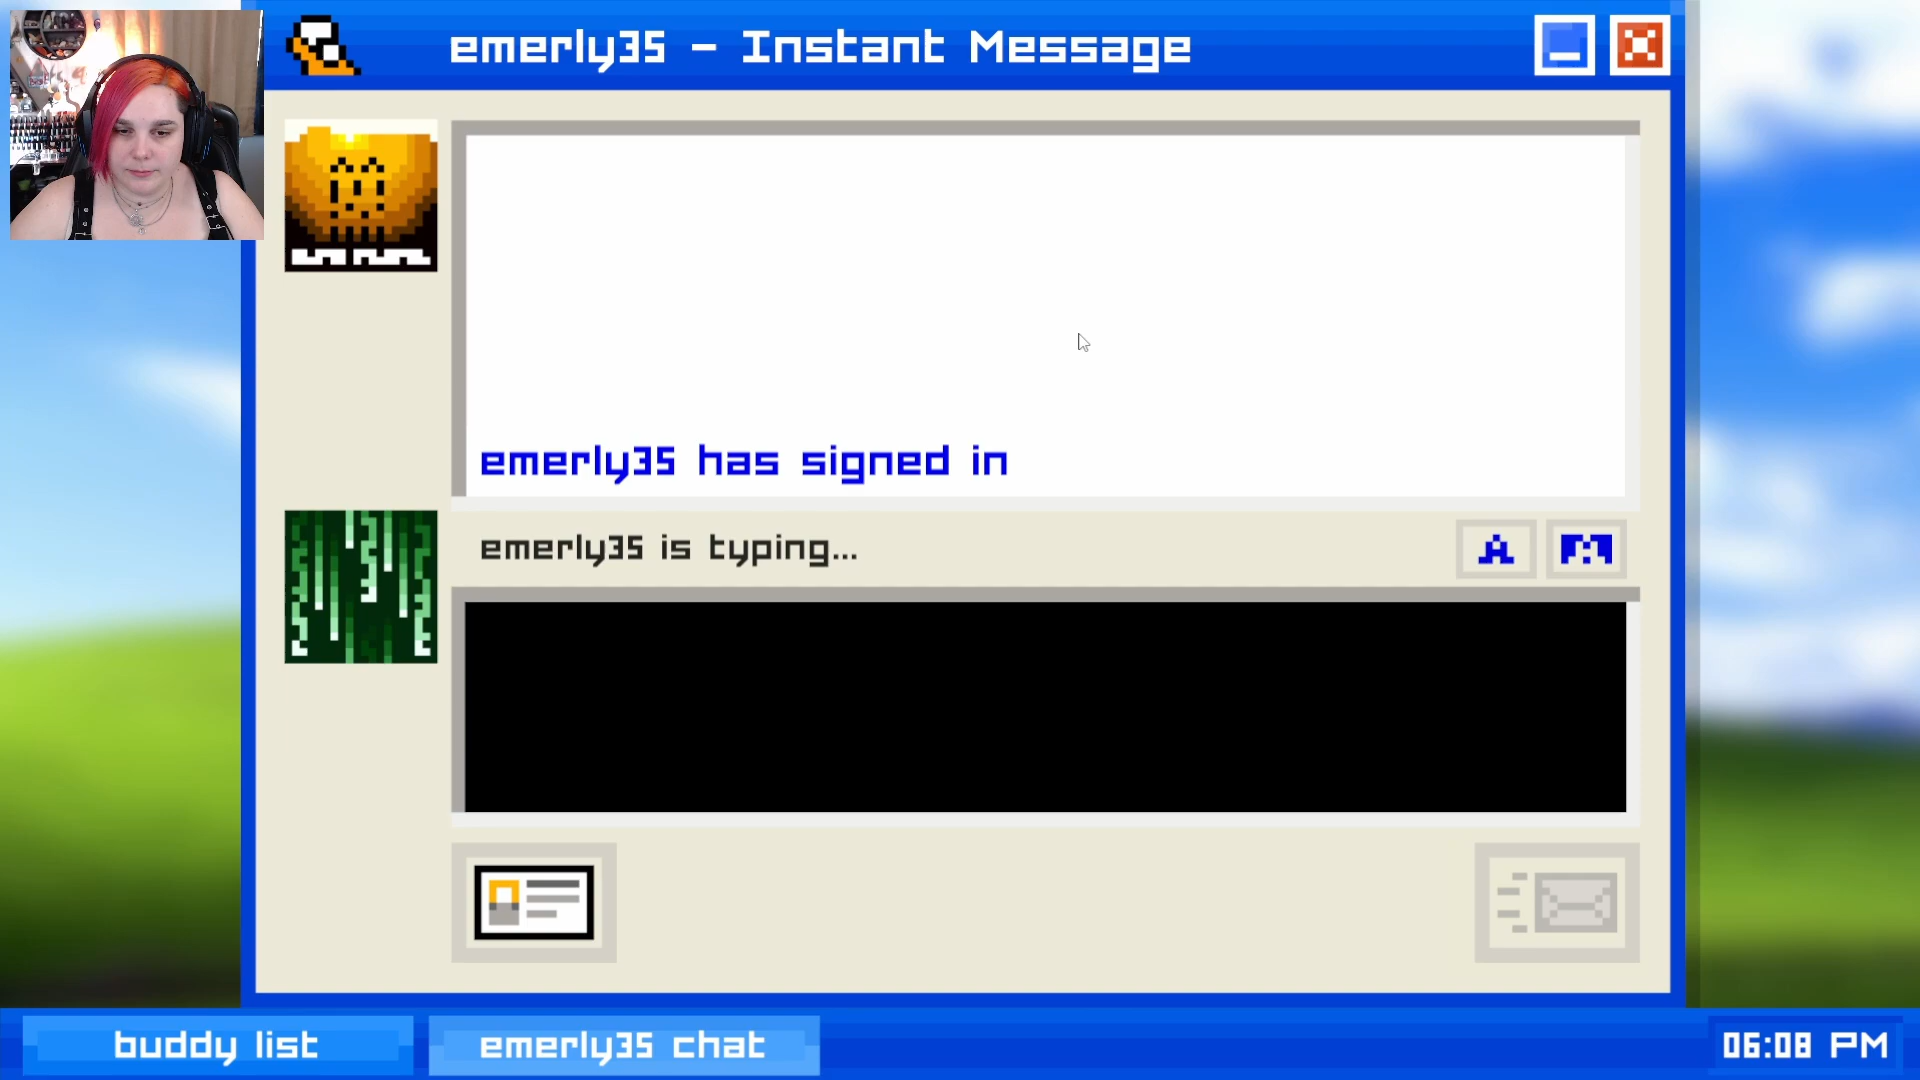 emerly35 - Instant Message
emerly35 has signed in
emerly35 is typing...
A
buddy list
emerly35 chat
06:08 PM